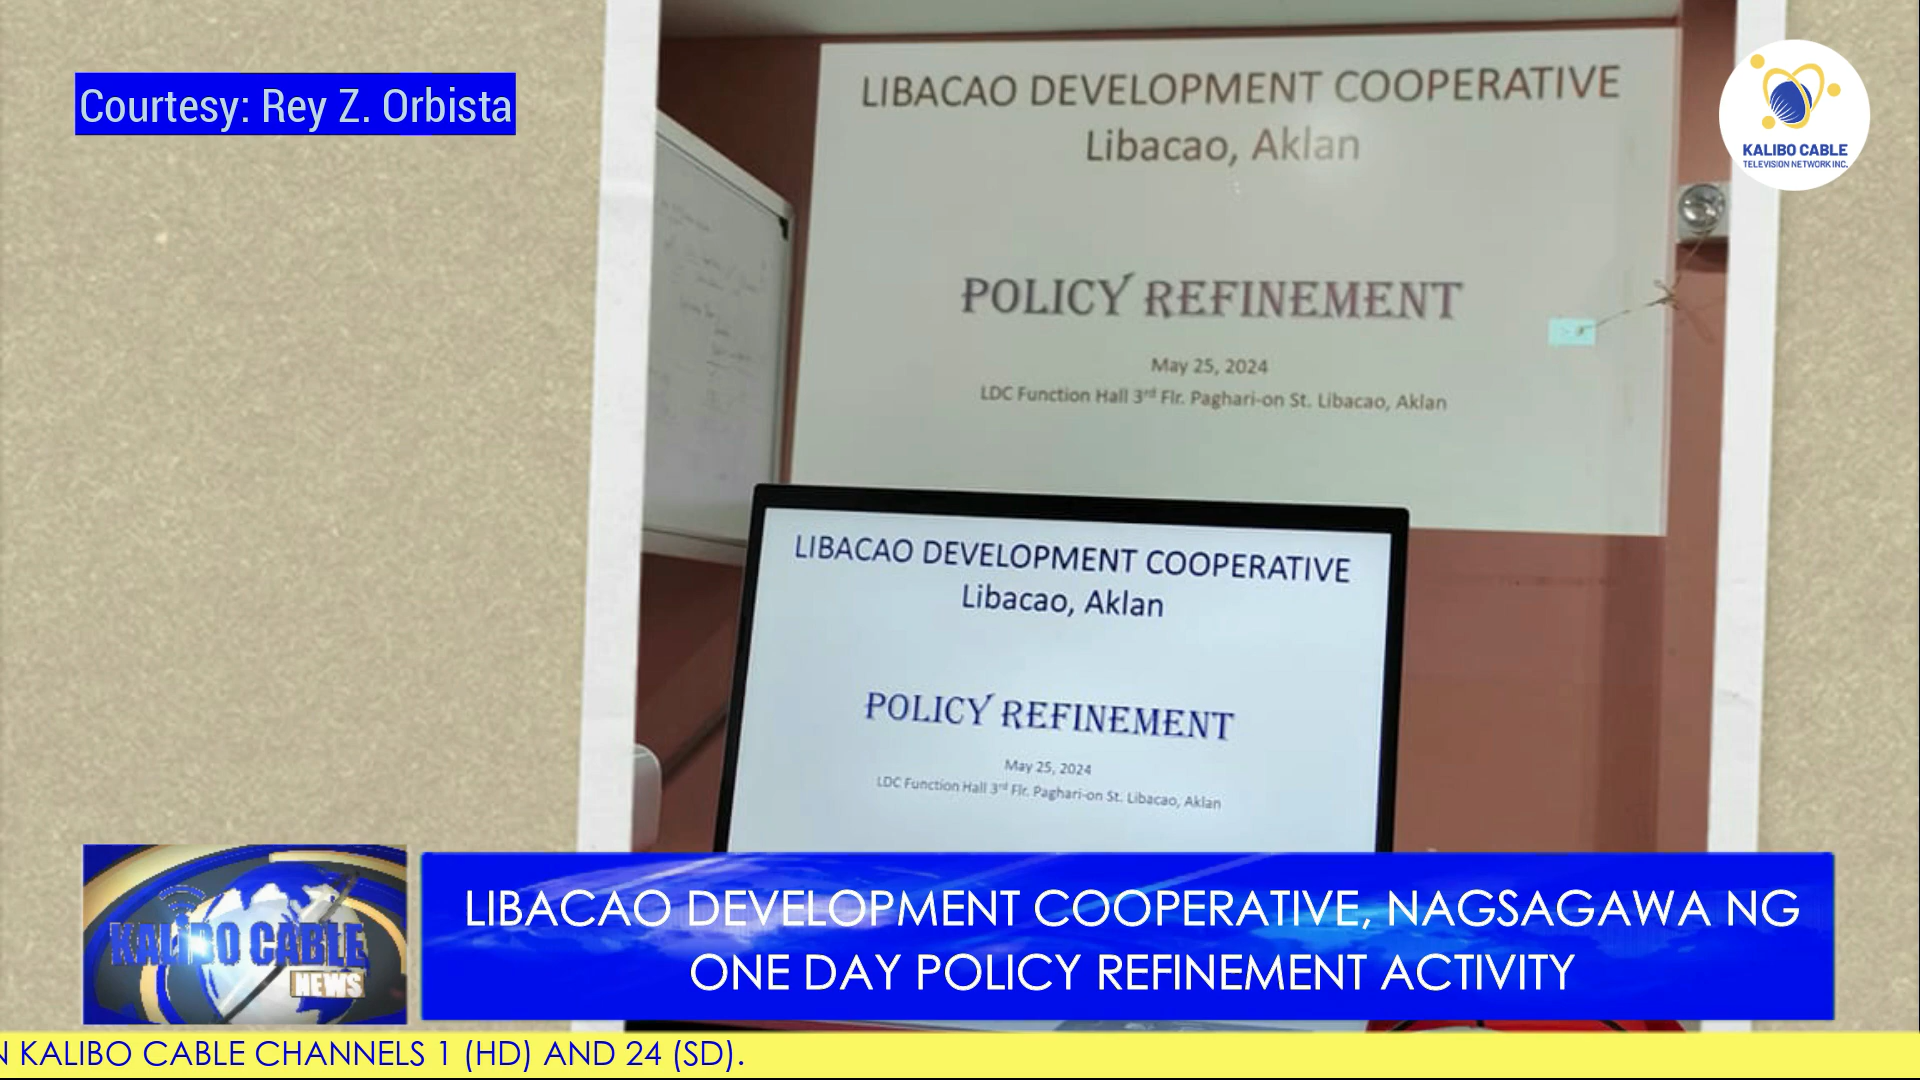 Courtesy: Rey Z. Orbista
KALIBO CABLE
TELEVISION NETWORK INC.
LIBACAO DEVELOPMENT COOPERATIVE
Libacao, Aklan
POLICY REFINEMENT
May 25, 2024
LDC Function Hall 3rd Flr. Paghari-on St. Libacao, Aklan
LIBACAO DEVELOPMENT COOPERATIVE
Libacao, Aklan
POLICY REFINEMENT
May 25, 2024
LDC Function Hall 3rd Flr. Paghari-on St. Libacao, Aklan
KALIBO CABLE
NEWS
LIBACAO DEVELOPMENT COOPERATIVE, NAGSAGAWA NG
ONE DAY POLICY REFINEMENT ACTIVITY
KALIBO CABLE CHANNELS 1 (HD) AND 24 (SD).